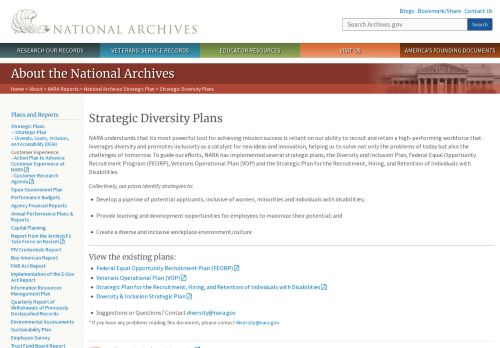 Blogs · Bookmark/Share · Contact Us
NATIONAL ARCHIVES
Search Archives.gov
Search
RESEARCH OUR RECORDS
VETERANS' SERVICE RECORDS
EDUCATOR RESOURCES
VISIT US
AMERICA'S FOUNDING DOCUMENTS
About the National Archives
Home > About > NARA Reports > National Archives Strategic Plan > Strategic Diversity Plans
Plans and Reports
Strategic Plans
– Strategic Plan
– Diversity, Equity, Inclusion,
and Accessibility (DEIA)
Customer Experience
–Action Plan to Advance
Customer Experience at
NARA
–Customer Research
Agenda
Open Government Plan
Performance Budgets
Agency Financial Reports
Annual Performance Plans &
Reports
Capital Planning
Report from the Archivist's
Task Force on Racism
PIV Credentials Report
Buy American Report
FAIR Act Report
Implementation of the E-Gov
Act Report
Information Resources
Management Plan
Quarterly Report of
Withdrawals of Previously
Declassified Records
Environmental Assessments
Sustainability Plan
Employee Survey
Trust Fund Board Report
Strategic Diversity Plans
NARA understands that its most powerful tool for achieving mission success is reliant on our ability to recruit and retain a high-performing workforce that
leverages diversity and promotes inclusivity as a catalyst for new ideas and innovation, helping us to solve not only the problems of today but also the
challenges of tomorrow. To guide our efforts, NARA has implemented several strategic plans, the Diversity and Inclusion Plan, Federal Equal Opportunity
Recruitment Program (FEORP), Veterans Operational Plan (VOP) and the Strategic Plan for the Recruitment, Hiring, and Retention of Individuals with
Disabilities.
Collectively, our plans identify strategies to:
• Develop a pipeline of potential applicants, inclusive of women, minorities and individuals with disabilities;
• Provide learning and development opportunities for employees to maximize their potential; and
• Create a diverse and inclusive workplace environment/culture
View the existing plans:
• Federal Equal Opportunity Recruitment Plan (FEORP)
• Veterans Operational Plan (VOP)
• Strategic Plan for the Recruitment, Hiring, and Retention of Individuals with Disabilities
• Diversity & Inclusion Strategic Plan
• Suggestions or Questions? Contact diversity@nara.gov
* If you have any problems reading this document, please contact diversity@nara.gov